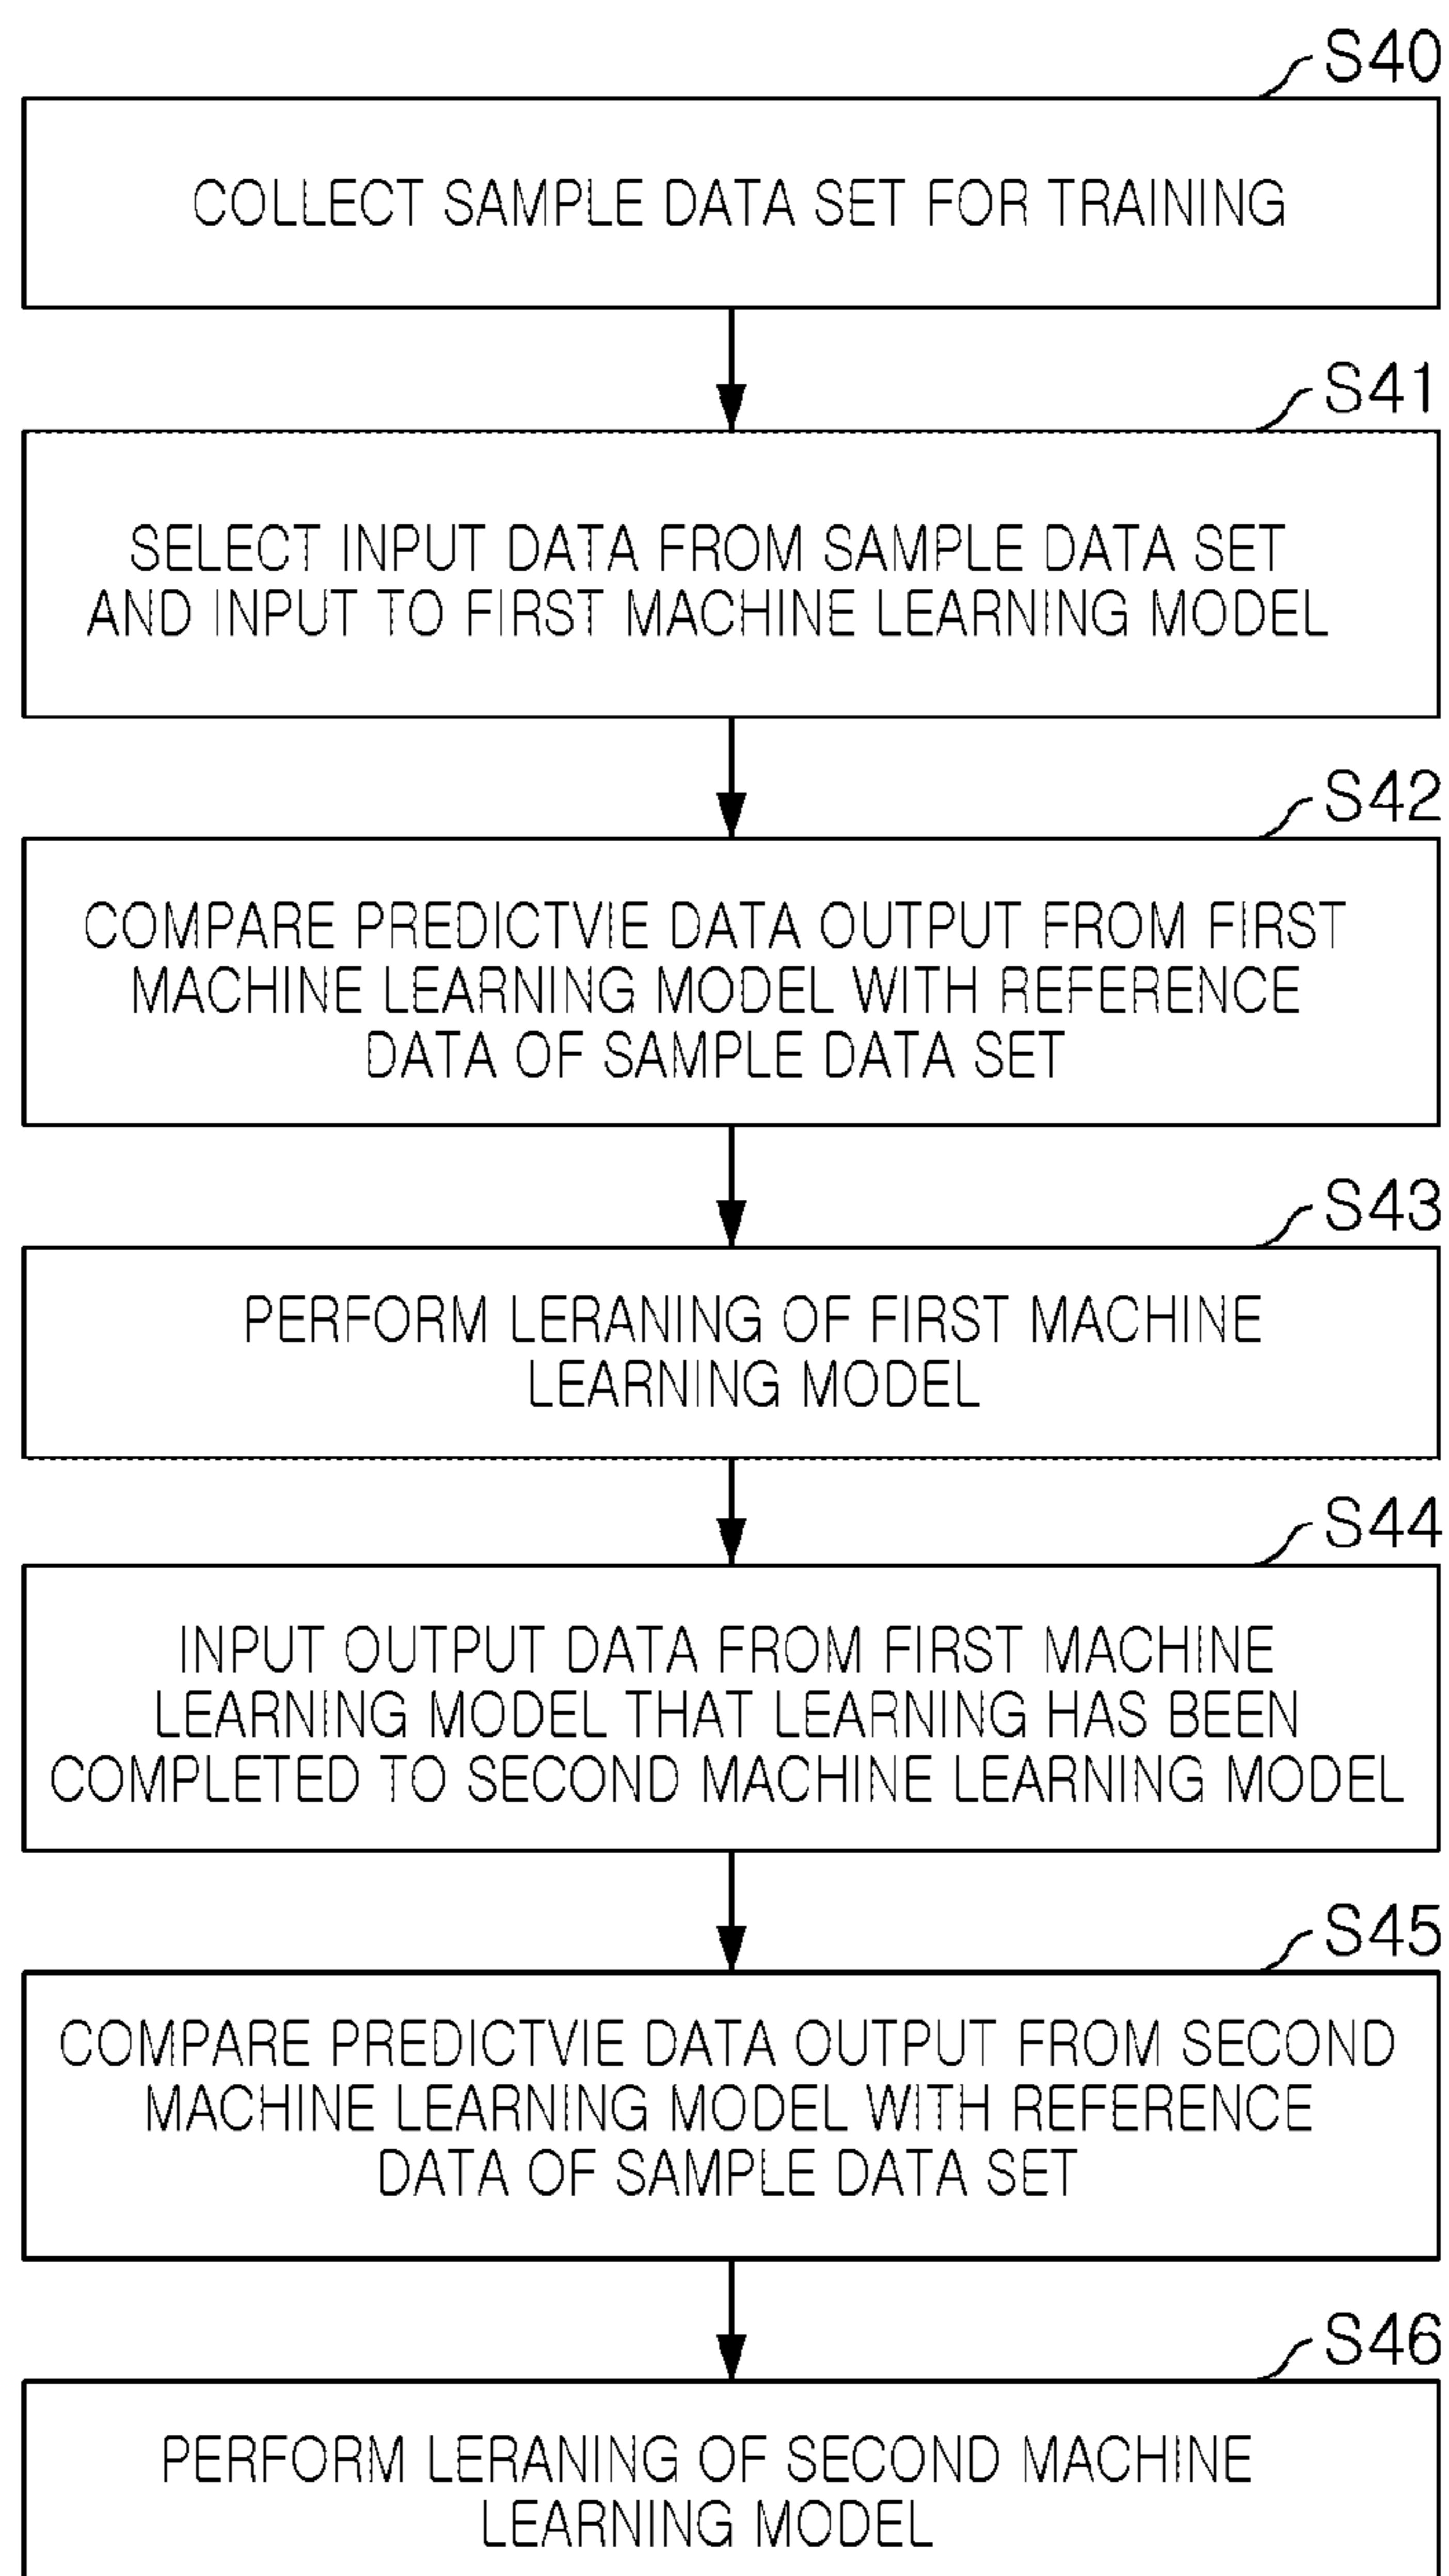 S40
COLLECT SAMPLE DATA SET FOR TRAINING
S41
SELECT INPUT DATA FROM SAMPLE DATA SET
AND INPUT TO FIRST MACHINE LEARNING MODEL
S42
COMPARE PREDICTVIE DATA OUTPUT FROM FIRST
MACHINE LEARNING MODEL WITH REFERENCE
DATA OF SAMPLE DATA SET
S43
PERFORM LERANING OF FIRST MACHINE
LEARNING MODEL
S44
INPUT OUTPUT DATA FROM FIRST MACHINE
LEARNING MODEL THAT LEARNING HAS BEEN
COMPLETED TO SECOND MACHINE LEARNING MODEL
S45
COMPARE PREDICTVIE DATA OUTPUT FROM SECOND
MACHINE LEARNING MODEL WITH REFERENCE
DATA OF SAMPLE DATA SET
S46
PERFORM LERANING OF SECOND MACHINE
LEARNING MODEL